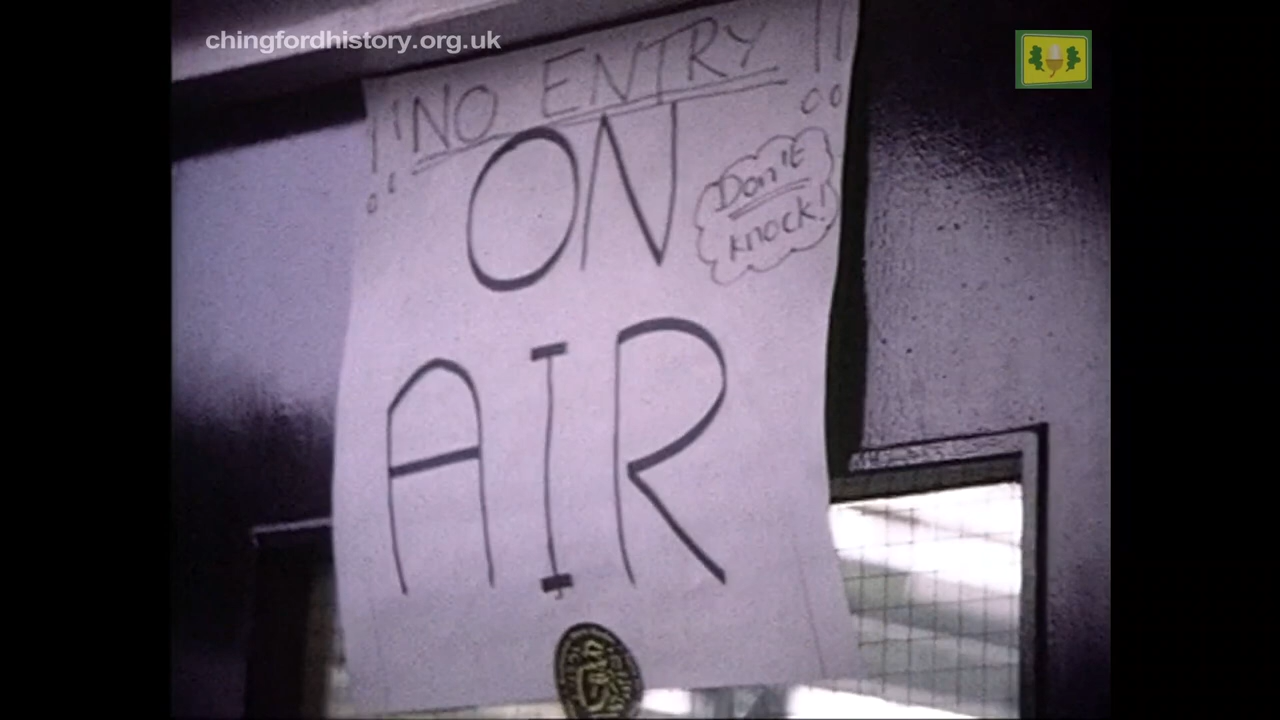 chingfordhistory.org.uk
!! NO ENTRY !!
ON
Don't
knock!
AIR